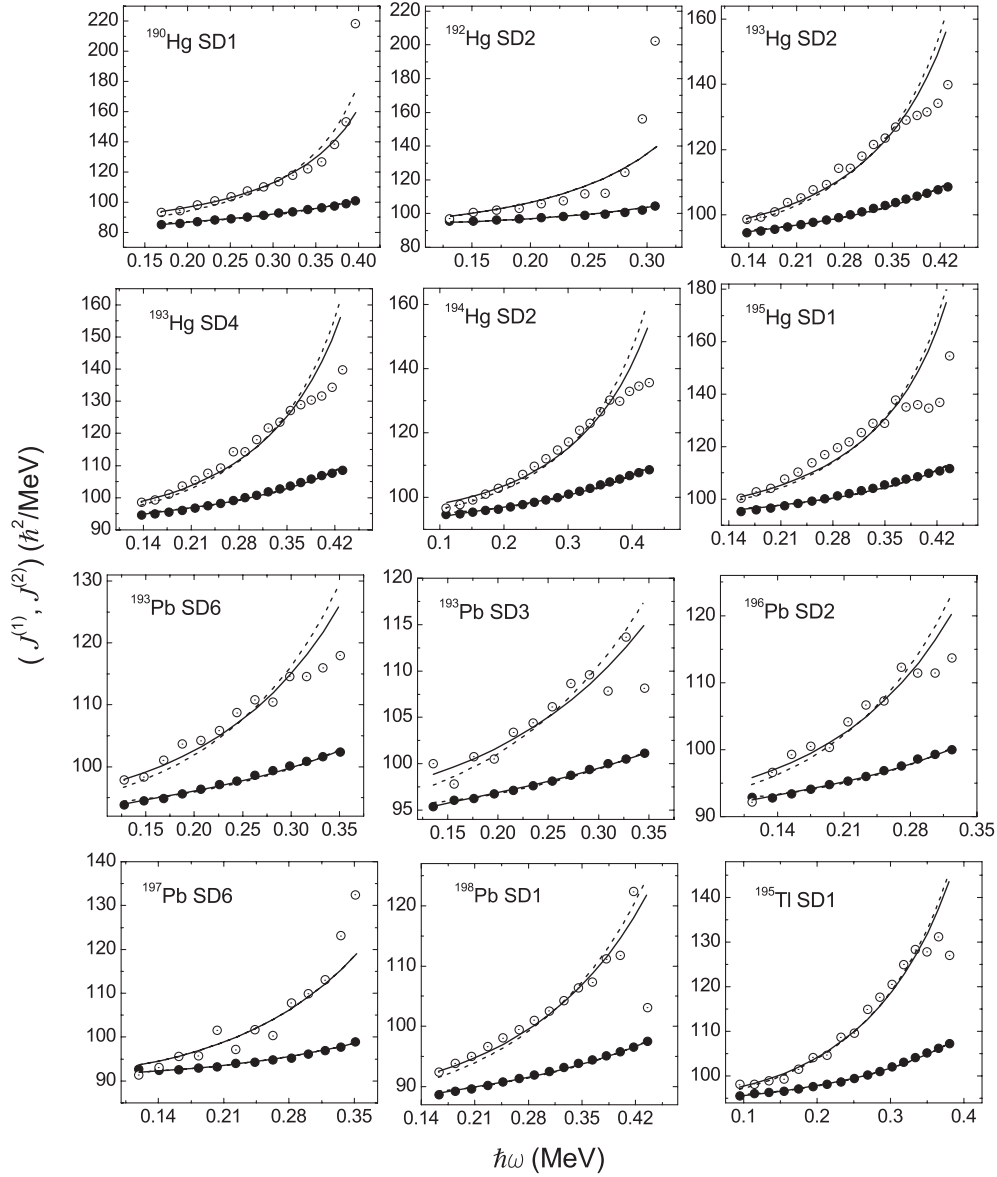 ¹⁹⁰Hg SD1
220
200
180
160
140
120
100
80
0.15 0.20 0.25 0.30 0.35 0.40
¹⁹²Hg SD2
220
200
180
160
140
120
100
80
0.15 0.20 0.25 0.30
¹⁹³Hg SD2
160
140
120
100
0.14 0.21 0.28 0.35 0.42
¹⁹³Hg SD4
160
150
140
130
120
110
100
90
0.14 0.21 0.28 0.35 0.42
¹⁹⁴Hg SD2
160
140
120
100
0.1 0.2 0.3 0.4
¹⁹⁵Hg SD1
180
160
140
120
100
0.14 0.21 0.28 0.35 0.42
(J⁽¹⁾, J⁽²⁾) (ħ²/MeV)
¹⁹³Pb SD6
130
120
110
100
0.15 0.20 0.25 0.30 0.35
¹⁹³Pb SD3
120
115
110
105
100
95
0.15 0.20 0.25 0.30 0.35
¹⁹⁶Pb SD2
120
110
100
90
0.14 0.21 0.28 0.35
¹⁹⁷Pb SD6
140
130
120
110
100
90
0.14 0.21 0.28 0.35
¹⁹⁸Pb SD1
120
110
100
90
0.14 0.21 0.28 0.35 0.42
¹⁹⁵Tl SD1
140
130
120
110
100
0.1 0.2 0.3 0.4
ħω (MeV)